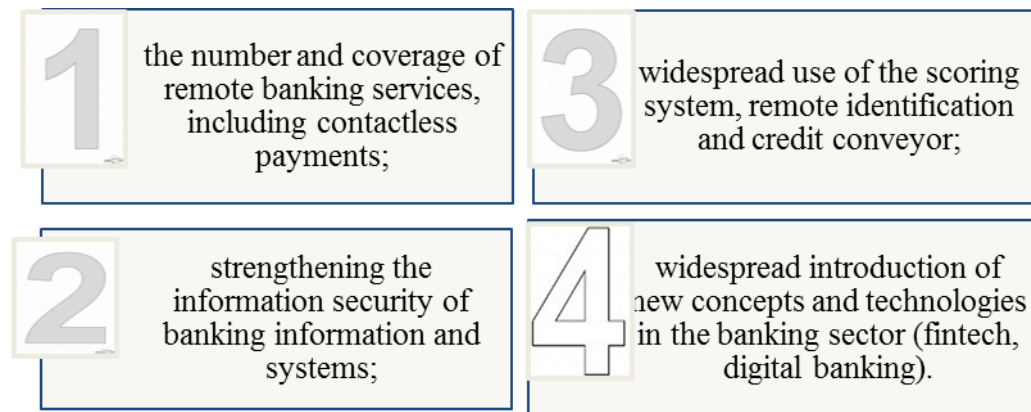 1
the number and coverage of
remote banking services,
including contactless
payments;
2
strengthening the
information security of
banking information and
systems;
3
widespread use of the scoring
system, remote identification
and credit conveyor;
4
widespread introduction of
new concepts and technologies
in the banking sector (fintech,
digital banking).